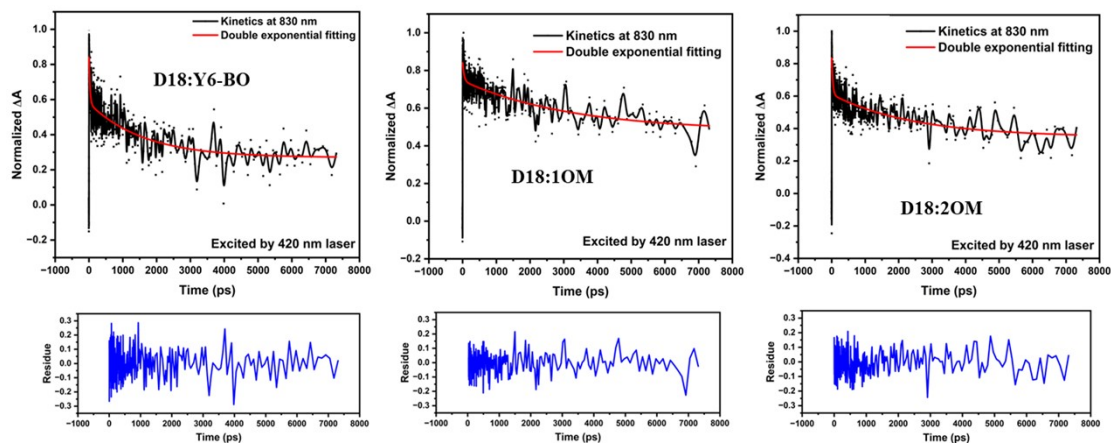 Kinetics at 830 nm
Double exponential fitting
D18:Y6-BO
Normalized ΔA
1.0
0.8
0.6
0.4
0.2
0.0
−0.2
Excited by 420 nm laser
−1000 0 1000 2000 3000 4000 5000 6000 7000 8000
Time (ps)
Kinetics at 830 nm
Double exponential fitting
D18:1OM
Normalized ΔA
1.0
0.8
0.6
0.4
0.2
0.0
−0.2
Excited by 420 nm laser
−1000 0 1000 2000 3000 4000 5000 6000 7000 8000
Time (ps)
Kinetics at 830 nm
Double exponential fitting
D18:2OM
Normalized ΔA
1.0
0.8
0.6
0.4
0.2
0.0
−0.2
−0.4
Excited by 420 nm laser
−1000 0 1000 2000 3000 4000 5000 6000 7000 8000
Time (ps)
Residue
0.3
0.2
0.1
0.0
−0.1
−0.2
−0.3
−1000 0 1000 2000 3000 4000 5000 6000 7000 8000
Time (ps)
Residue
0.3
0.2
0.1
0.0
−0.1
−0.2
−0.3
−1000 0 1000 2000 3000 4000 5000 6000 7000 8000
Time (ps)
Residue
0.3
0.2
0.1
0.0
−0.1
−0.2
−0.3
−1000 0 1000 2000 3000 4000 5000 6000 7000 8000
Time (ps)